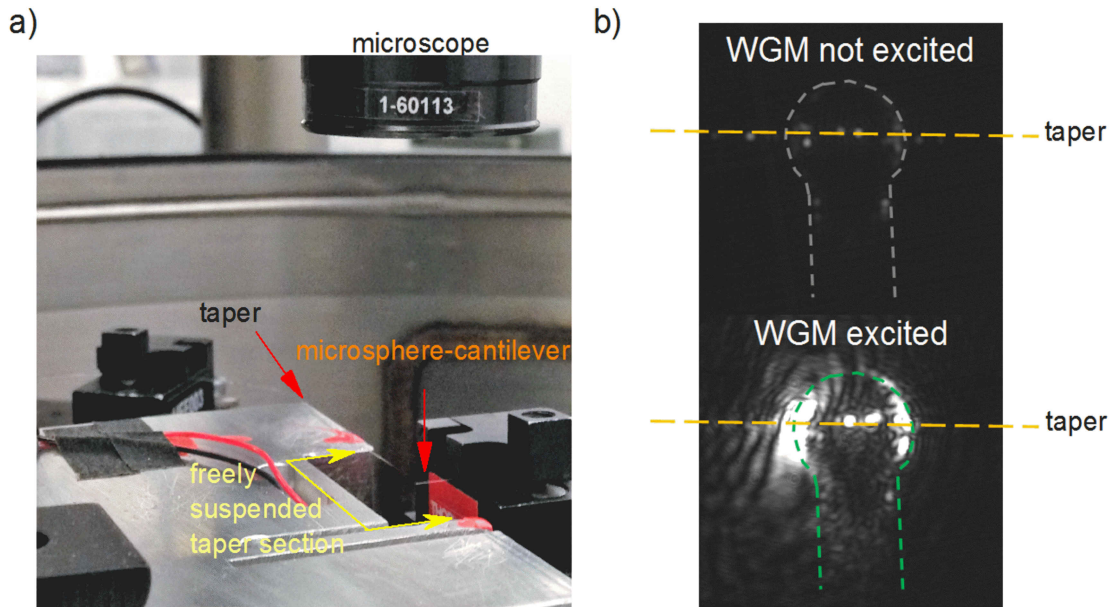 a)
microscope
1-60113
taper
microsphere-cantilever
freely
suspended
taper section
b)
WGM not excited
taper
WGM excited
taper